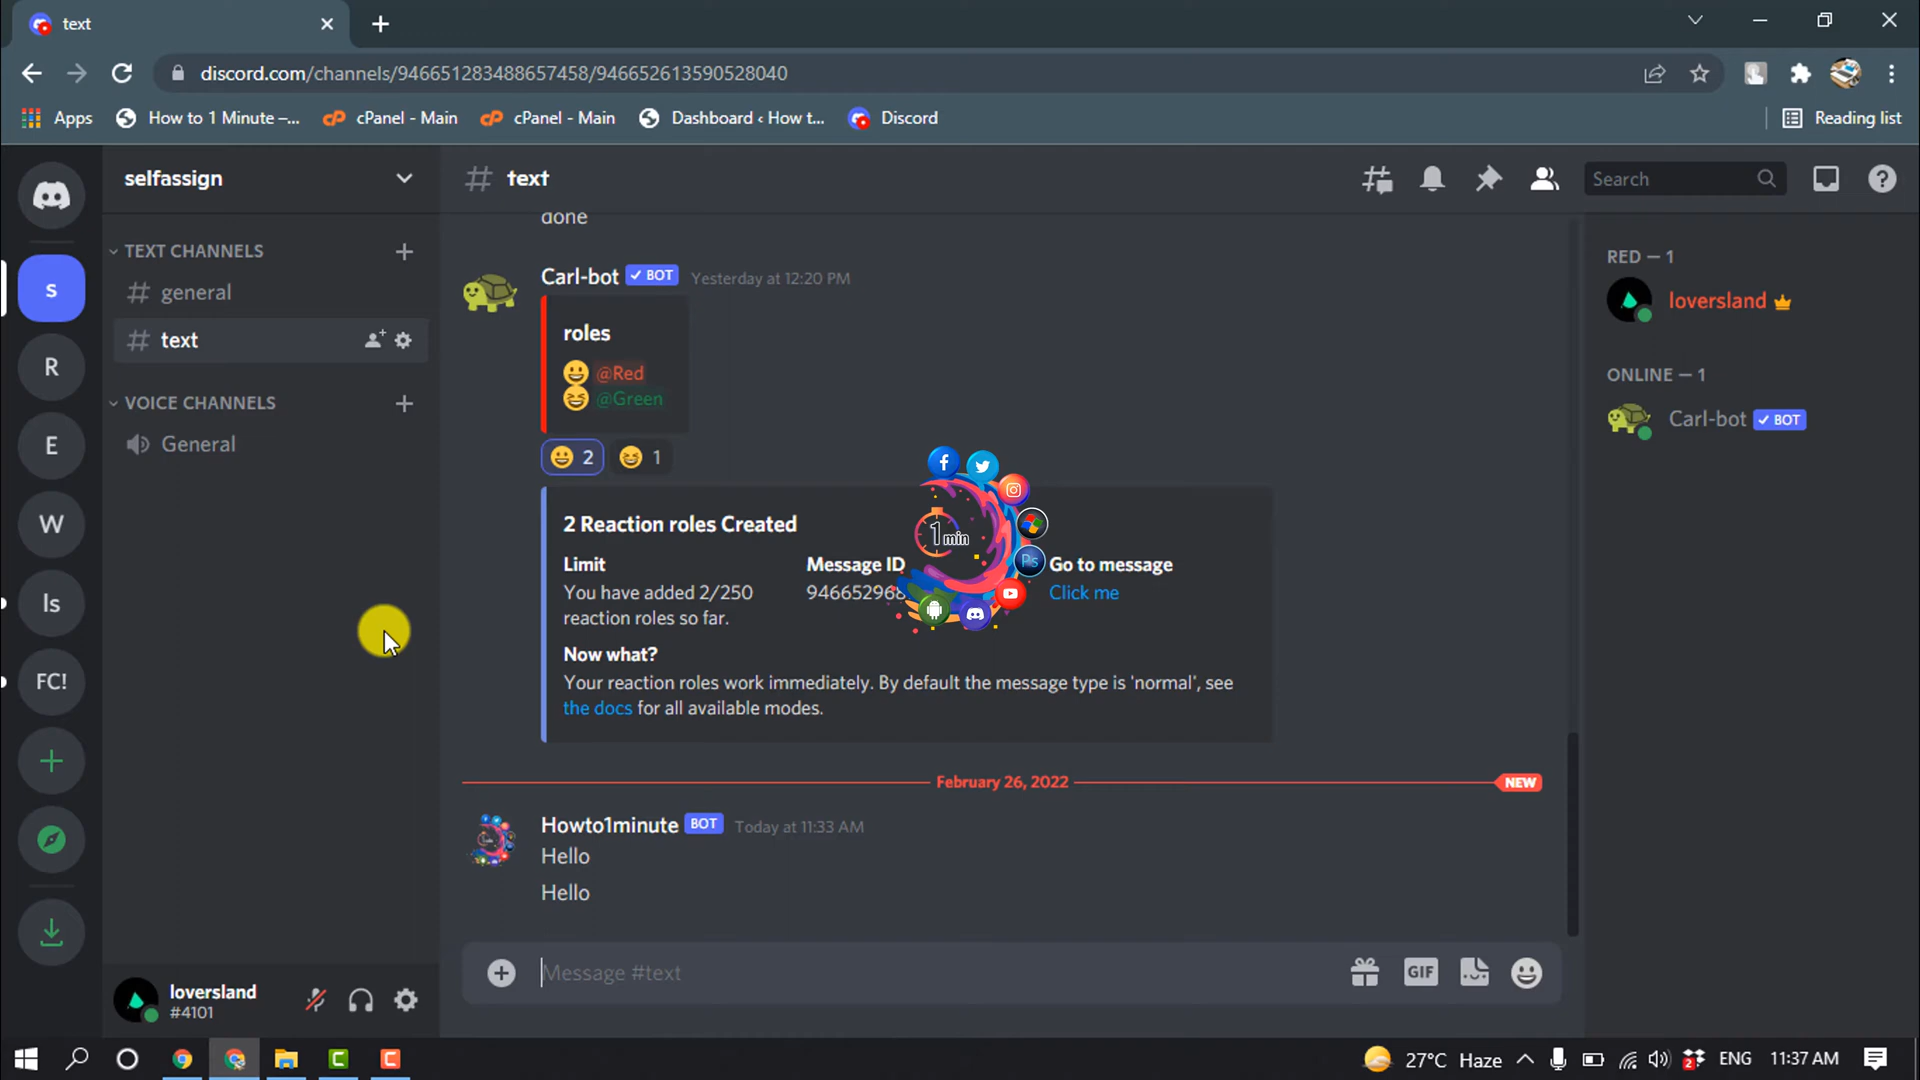 text
discord.com/channels/946651283488657458/946652613590528040
Apps
How to 1 Minute –...
cPanel - Main
cPanel - Main
Dashboard ‹ How t...
Discord
Reading list
selfassign
text
Search
TEXT CHANNELS
general
text
VOICE CHANNELS
General
S
R
E
W
ls
FC!
done
Carl-bot BOT Yesterday at 12:20 PM
roles
@Red
@Green
2 1
2 Reaction roles Created
Limit
You have added 2/250
reaction roles so far.
Message ID
946652968
Go to message
Click me
Now what?
Your reaction roles work immediately. By default the message type is 'normal', see
the docs for all available modes.
1 min
Ps
February 26, 2022 NEW
Howto1minute BOT Today at 11:33 AM
Hello
Hello
Message #text
GIF
RED — 1
loversland
ONLINE — 1
Carl-bot BOT
loversland
#4101
27°C Haze
2
ENG
11:37 AM